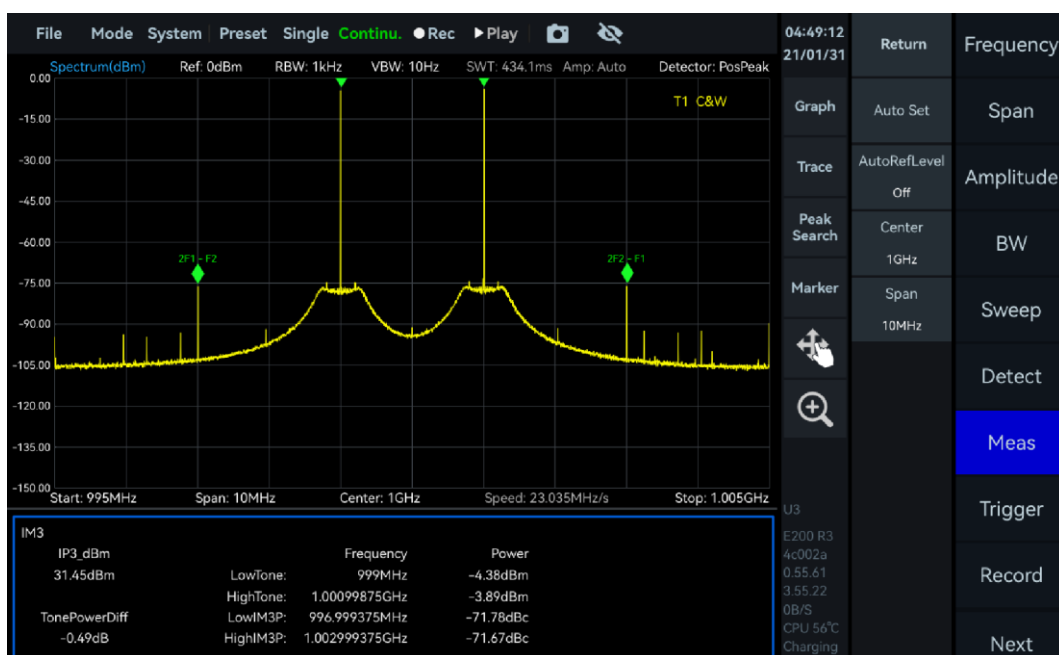 File Mode System Preset Single Continu. Rec Play
Spectrum(dBm) Ref: 0dBm RBW: 1kHz VBW: 10Hz SWT: 434.1ms Amp: Auto Detector: PosPeak
T1 C&W
0.00
-15.00
-30.00
-45.00
-60.00
-75.00
-90.00
-105.00
-120.00
-135.00
-150.00
2F1 - F2
2F2 - F1
Start: 995MHz Span: 10MHz Center: 1GHz Speed: 23.035MHz/s Stop: 1.005GHz
IM3
IP3_dBm Frequency Power
31.45dBm LowTone: 999MHz -4.38dBm
HighTone: 1.00099875GHz -3.89dBm
TonePowerDiff LowIM3P: 996.999375MHz -71.78dBc
-0.49dB HighIM3P: 1.002999375GHz -71.67dBc
04:49:12
21/01/31
Graph
Trace
Peak
Search
Marker
U3
E200 R3
4c002a
0.55.61
3.55.22
0B/S
CPU 56°C
Charging
Return
Auto Set
AutoRefLevel
Off
Center
1GHz
Span
10MHz
Frequency
Span
Amplitude
BW
Sweep
Detect
Meas
Trigger
Record
Next